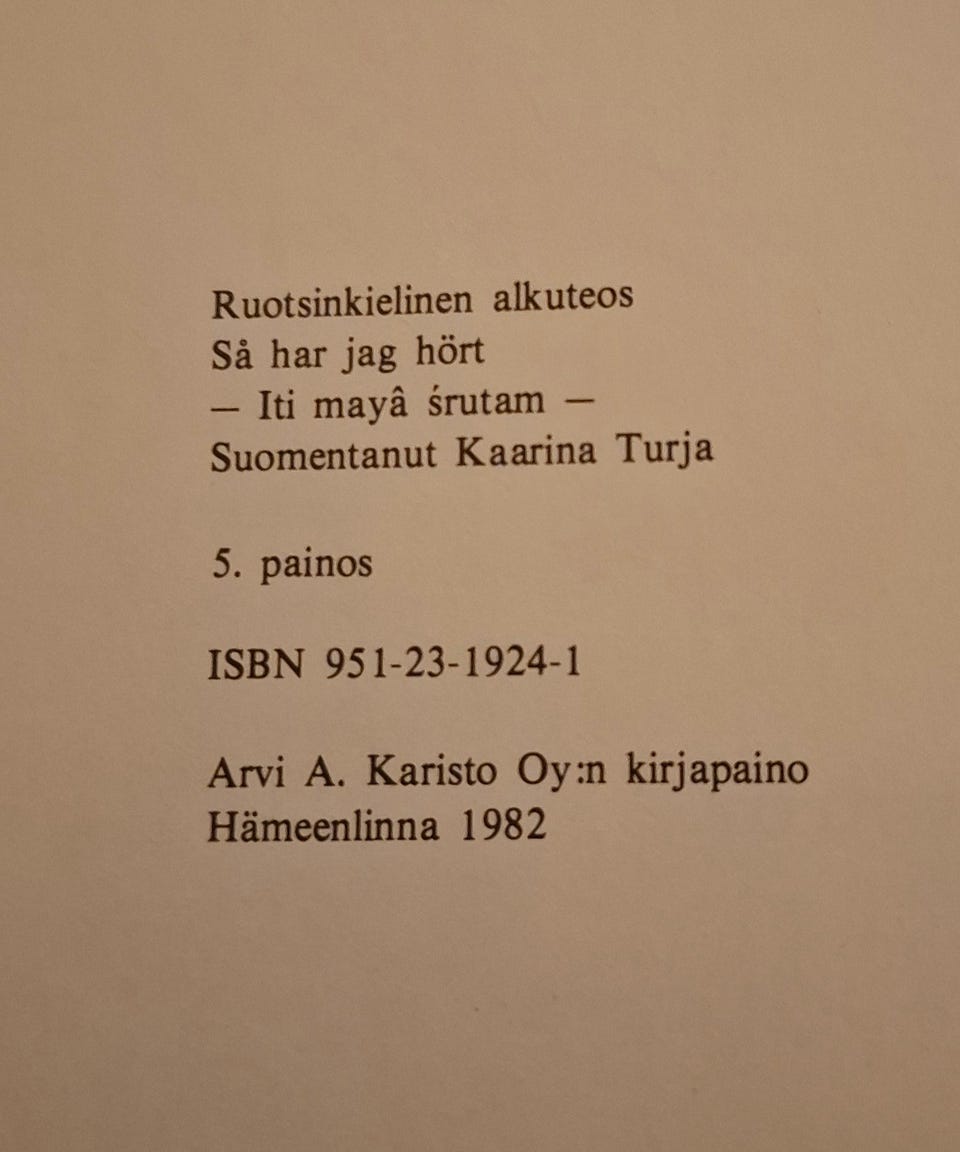 Ruotsinkielinen alkuteos
Så har jag hört
— Iti mayâ śrutam —
Suomentanut Kaarina Turja
5. painos
ISBN 951-23-1924-1
Arvi A. Karisto Oy:n kirjapaino
Hämeenlinna 1982